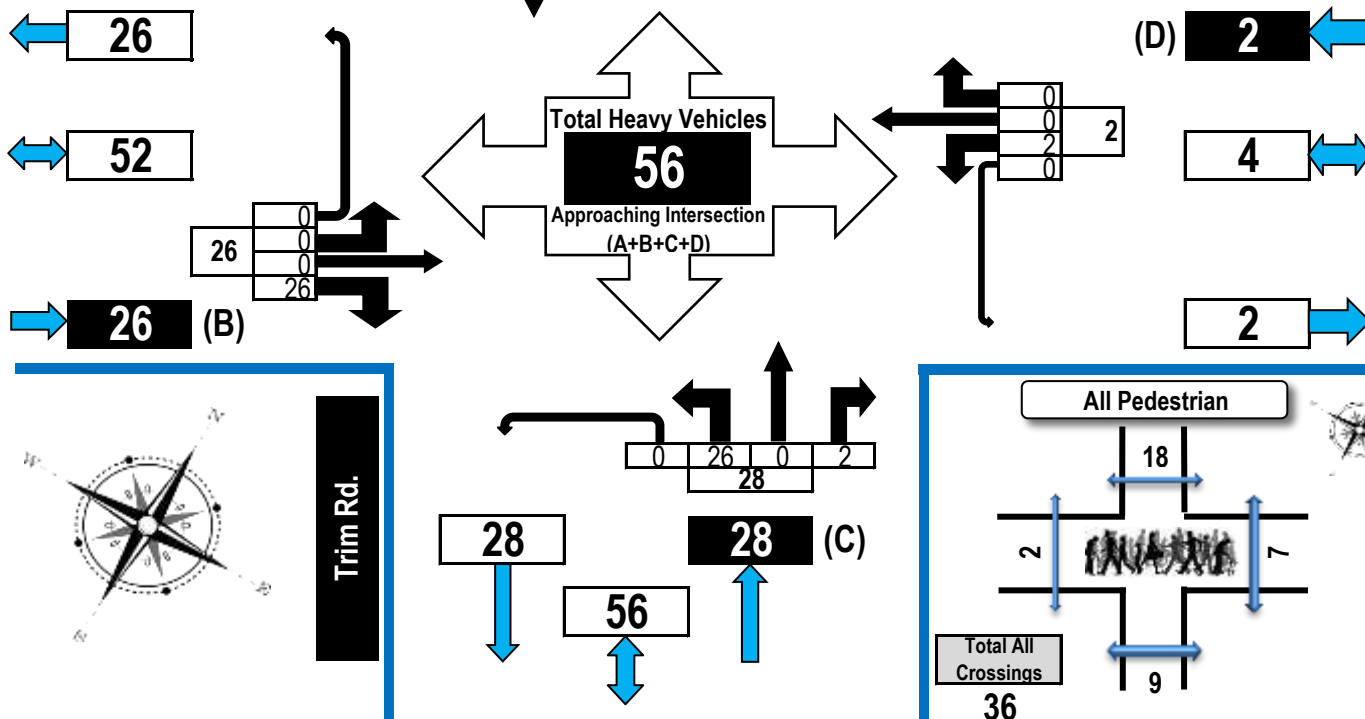 26
(D) 2
0
0
2
0
2
Total Heavy Vehicles
56
Approaching Intersection
(A+B+C+D)
52
4
0
0
0
26
26
26 (B)
2
0 26 0 2
28
N
W
Trim Rd.
28
28 (C)
56
All Pedestrian
18
2
7
9
Total All
Crossings
36